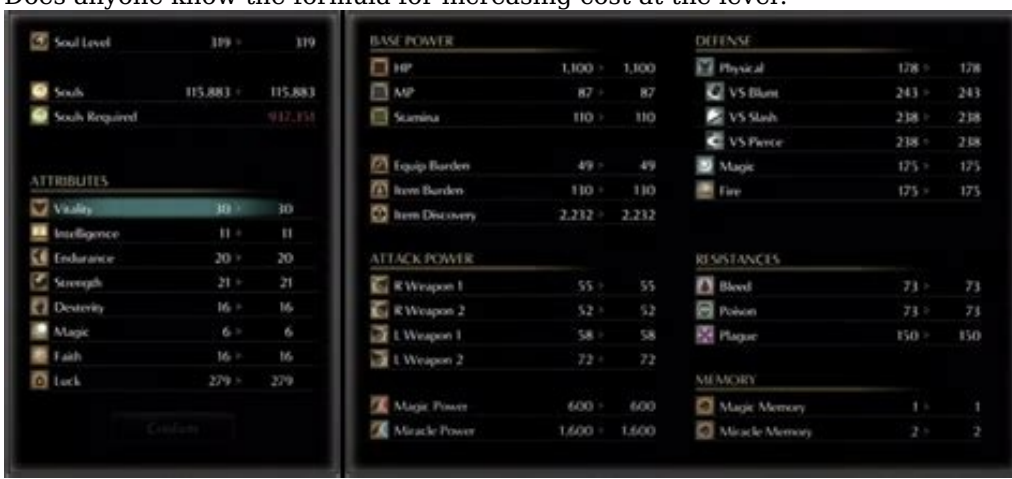 Does anyone know the formula for increasing cost at the level?
Soul Level 319 319
Souls 115,883 115,883
Souls Required 937,351
ATTRIBUTES
Vitality 30 30
Intelligence 11 11
Endurance 20 20
Strength 21 21
Dexterity 16 16
Magic 6 6
Faith 16 16
Luck 279 279
Confirm
BASE POWER
HP 1,100 1,100
MP 87 87
Stamina 110 110
Equip Burden 49 49
Item Burden 130 130
Item Discovery 2,232 2,232
ATTACK POWER
R Weapon 1 55 55
R Weapon 2 52 52
L Weapon 1 58 58
L Weapon 2 72 72
Magic Power 600 600
Miracle Power 1,600 1,600
DEFENSE
Physical 178 178
VS Blunt 243 243
VS Slash 238 238
VS Pierce 238 238
Magic 175 175
Fire 175 175
RESISTANCES
Bleed 73 73
Poison 73 73
Plague 150 150
MEMORY
Magic Memory 1 1
Miracle Memory 2 2